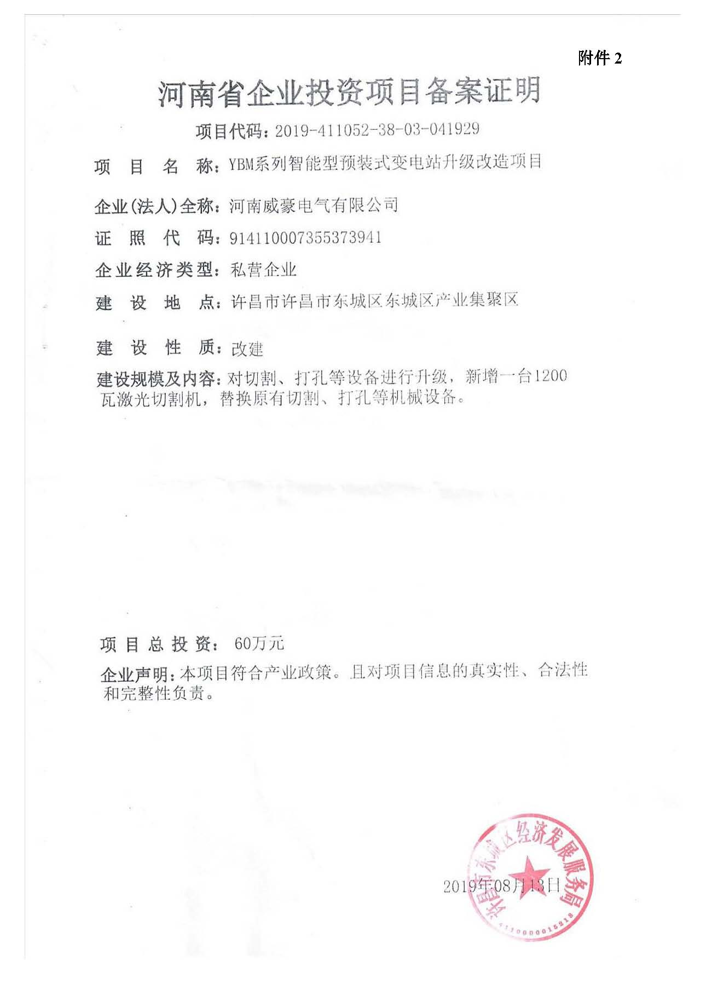 附件 2
河南省企业投资项目备案证明
项目代码：2019-411052-38-03-041929
项目名称：YBM系列智能型预装式变电站升级改造项目
企业(法人)全称：河南威豪电气有限公司
证照代码：914110007355373941
企业经济类型：私营企业
建设地点：许昌市许昌市东城区东城区产业集聚区
建设性质：改建
建设规模及内容：对切割、打孔等设备进行升级，新增一台1200
瓦激光切割机，替换原有切割、打孔等机械设备。
项目总投资：60万元
企业声明：本项目符合产业政策。且对项目信息的真实性、合法性
和完整性负责。
许昌市东城区经济发展服务局
2019年08月13日
4110000015218